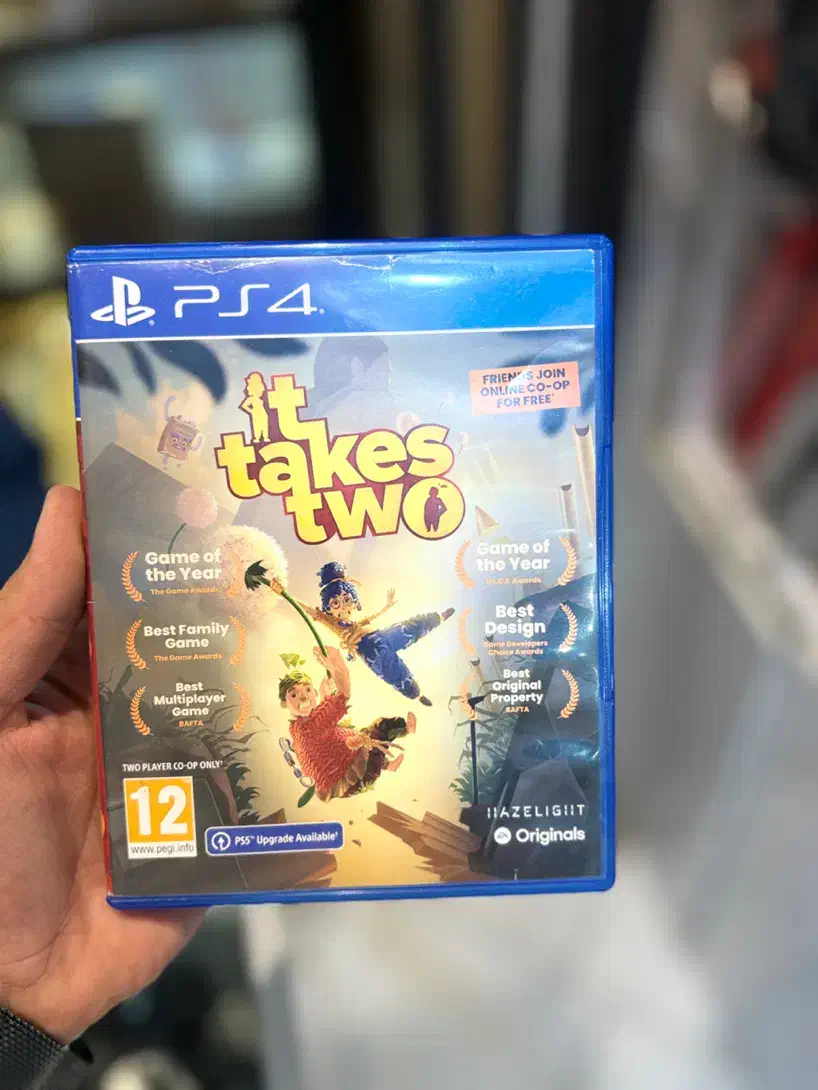 PS4
FRIENDS JOIN
ONLINE CO-OP
FOR FREE†
it
takes
two
Game of
the Year
The Game Awards
Best Family
Game
The Game Awards
Best
Multiplayer
Game
BAFTA
Game of
the Year
D.I.C.E Awards
Best
Design
Game Developers
Choice Awards
Best
Original
Property
BAFTA
TWO PLAYER CO-OP ONLY†
12
www.pegi.info
PS5™ Upgrade Available†
HAZELIGHT
EA Originals